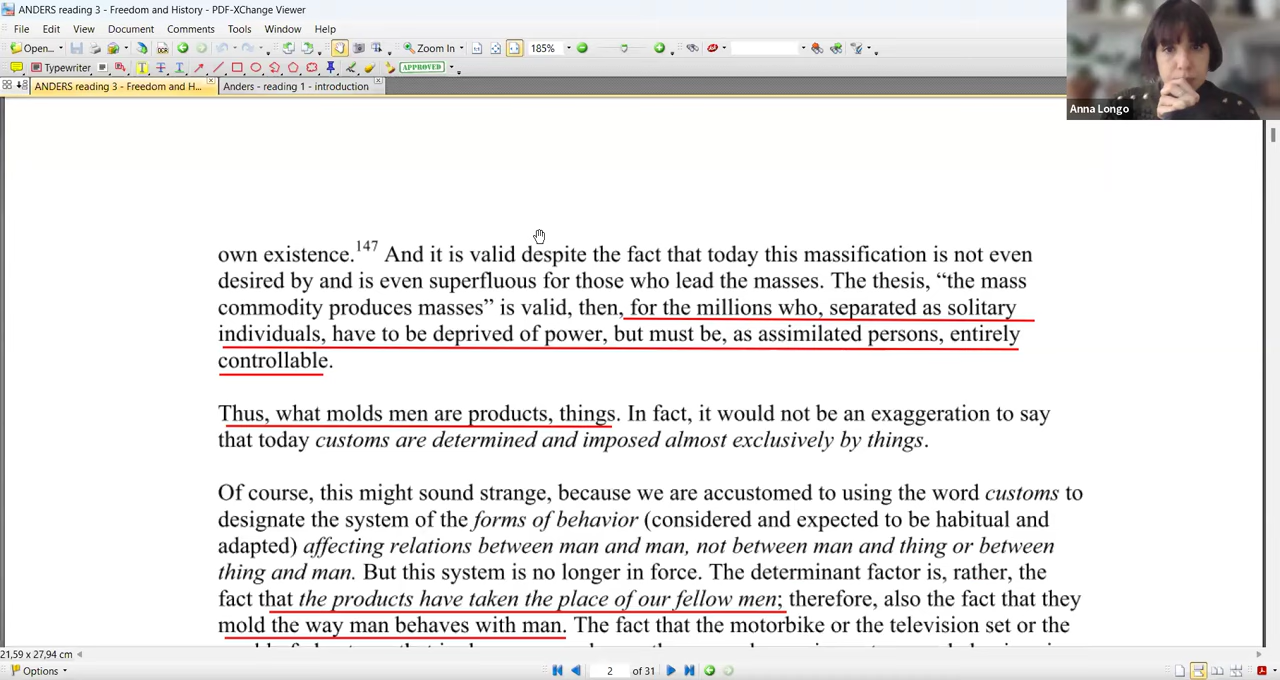 ANDERS reading 3 - Freedom and History - PDF-XChange Viewer
File Edit View Document Comments Tools Window Help
Open... Zoom In 185%
Typewriter APPROVED
ANDERS reading 3 - Freedom and H... Anders - reading 1 - introduction
Anna Longo
own existence.147 And it is valid despite the fact that today this massification is not even
desired by and is even superfluous for those who lead the masses. The thesis, “the mass
commodity produces masses” is valid, then, for the millions who, separated as solitary
individuals, have to be deprived of power, but must be, as assimilated persons, entirely
controllable.
Thus, what molds men are products, things. In fact, it would not be an exaggeration to say
that today customs are determined and imposed almost exclusively by things.
Of course, this might sound strange, because we are accustomed to using the word customs to
designate the system of the forms of behavior (considered and expected to be habitual and
adapted) affecting relations between man and man, not between man and thing or between
thing and man. But this system is no longer in force. The determinant factor is, rather, the
fact that the products have taken the place of our fellow men; therefore, also the fact that they
mold the way man behaves with man. The fact that the motorbike or the television set or the
21,59 x 27,94 cm
Options 2 of 31